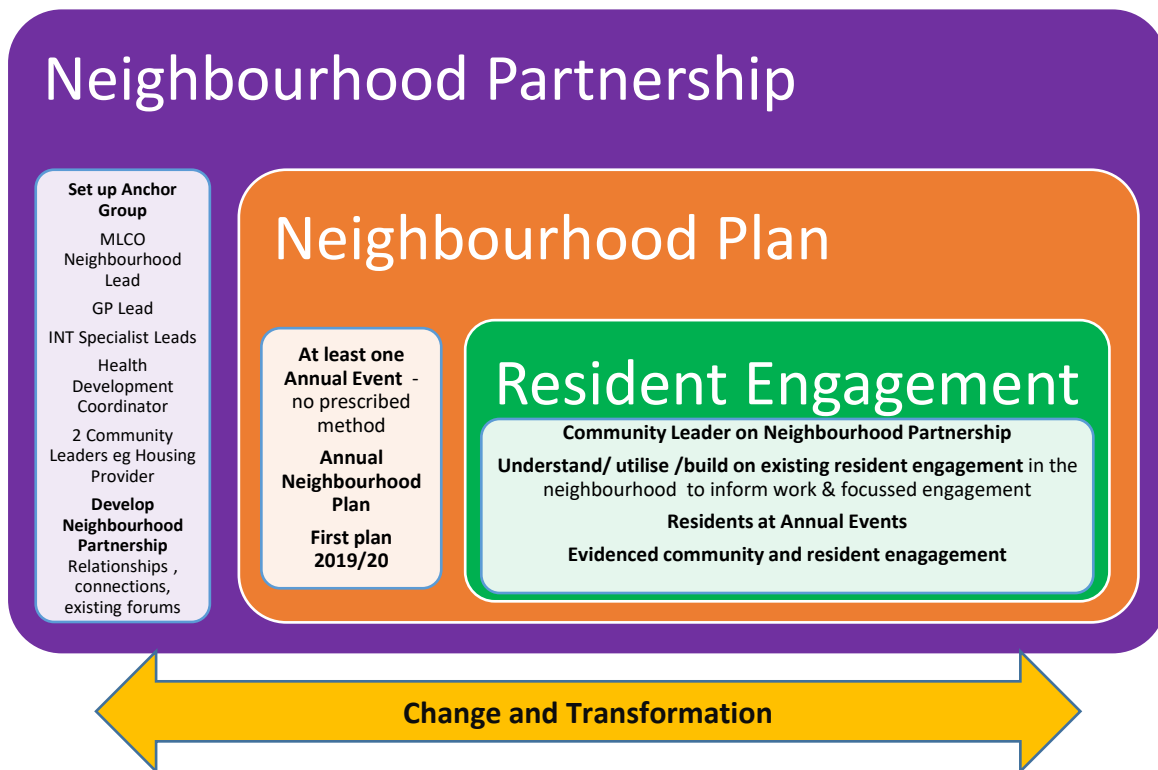 Neighbourhood Partnership
Set up Anchor
Group
MLCO
Neighbourhood
Lead
GP Lead
INT Specialist Leads
Health
Development
Coordinator
2 Community
Leaders eg Housing
Provider
Develop
Neighbourhood
Partnership
Relationships ,
connections,
existing forums
Neighbourhood Plan
At least one
Annual Event -
no prescribed
method
Annual
Neighbourhood
Plan
First plan
2019/20
Resident Engagement
Community Leader on Neighbourhood Partnership
Understand/ utilise /build on existing resident engagement in the
neighbourhood to inform work & focussed engagement
Residents at Annual Events
Evidenced community and resident enagagement
Change and Transformation